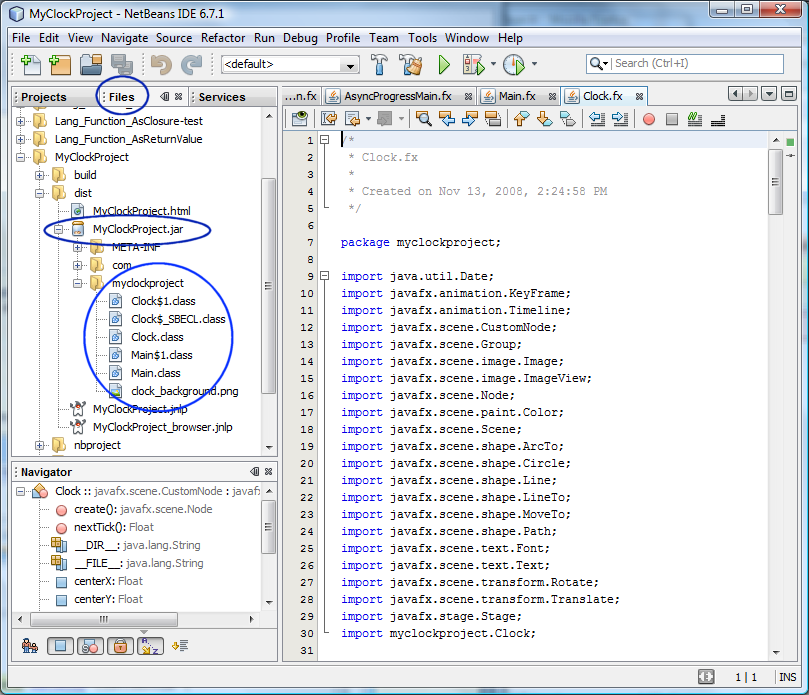 MyClockProject - NetBeans IDE 6.7.1
File Edit View Navigate Source Refactor Run Debug Profile Team Tools Window Help
<default>
Search (Ctrl+I)
Projects Files Services
Lang_Function_AsClosure-test
Lang_Function_AsReturnValue
MyClockProject
build
dist
MyClockProject.html
MyClockProject.jar
META-INF
com
myclockproject
Clock$1.class
Clock$_SBECL.class
Clock.class
Main$1.class
Main.class
clock_background.png
MyClockProject.jnlp
MyClockProject_browser.jnlp
nbproject
Navigator
Clock :: javafx.scene.CustomNode : javaf
create(): javafx.scene.Node
nextTick(): Float
__DIR__: java.lang.String
__FILE__: java.lang.String
centerX: Float
centerY: Float
...n.fx AsyncProgressMain.fx Main.fx Clock.fx
1 /*
2 * Clock.fx
3 *
4 * Created on Nov 13, 2008, 2:24:58 PM
5 */
6
7 package myclockproject;
8
9 import java.util.Date;
10 import javafx.animation.KeyFrame;
11 import javafx.animation.Timeline;
12 import javafx.scene.CustomNode;
13 import javafx.scene.Group;
14 import javafx.scene.image.Image;
15 import javafx.scene.image.ImageView;
16 import javafx.scene.Node;
17 import javafx.scene.paint.Color;
18 import javafx.scene.Scene;
19 import javafx.scene.shape.ArcTo;
20 import javafx.scene.shape.Circle;
21 import javafx.scene.shape.Line;
22 import javafx.scene.shape.LineTo;
23 import javafx.scene.shape.MoveTo;
24 import javafx.scene.shape.Path;
25 import javafx.scene.text.Font;
26 import javafx.scene.text.Text;
27 import javafx.scene.transform.Rotate;
28 import javafx.scene.transform.Translate;
29 import javafx.stage.Stage;
30 import myclockproject.Clock;
31
1 | 1 INS